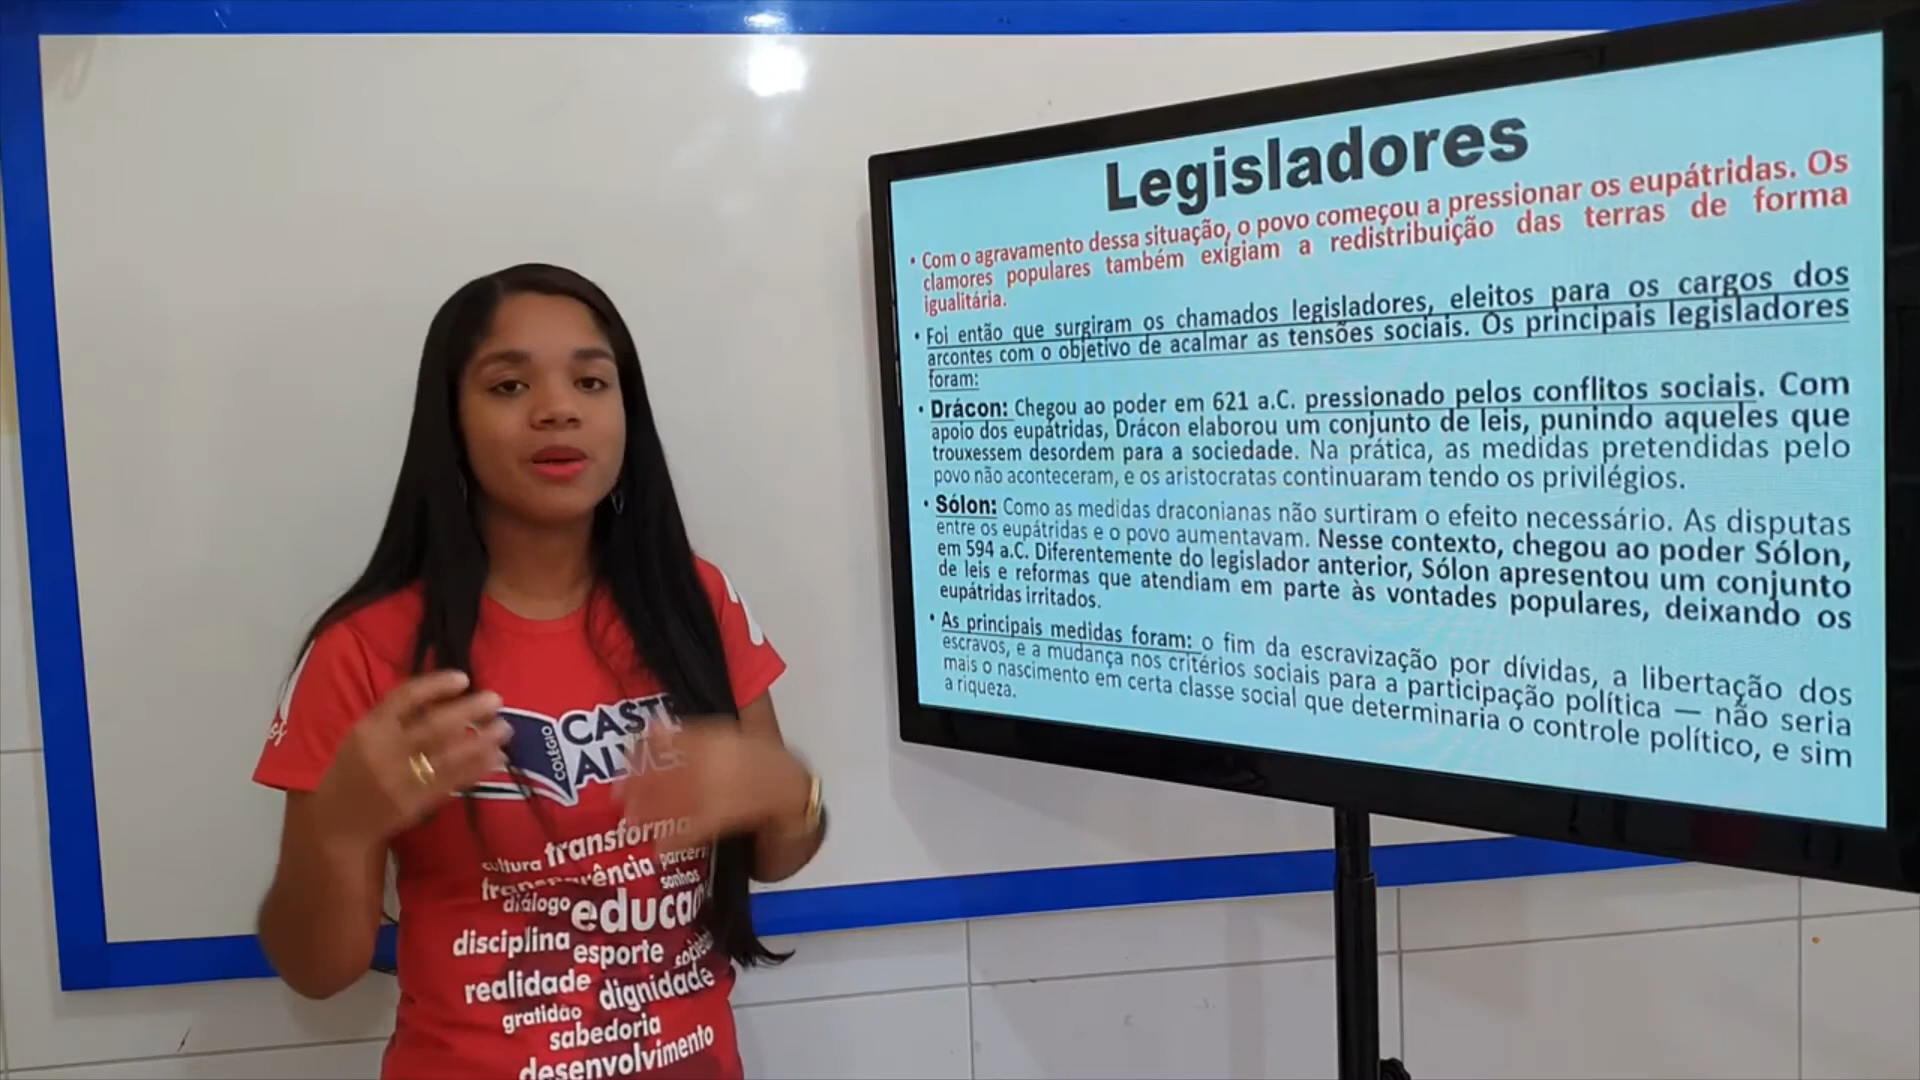 Legisladores
• Com o agravamento dessa situação, o povo começou a pressionar os eupátridas. Os
clamores populares também exigiam a redistribuição das terras de forma
igualitária.
• Foi então que surgiram os chamados legisladores, eleitos para os cargos dos
arcontes com o objetivo de acalmar as tensões sociais. Os principais legisladores
foram:
• Drácon: Chegou ao poder em 621 a.C. pressionado pelos conflitos sociais. Com
apoio dos eupátridas, Drácon elaborou um conjunto de leis, punindo aqueles que
trouxessem desordem para a sociedade. Na prática, as medidas pretendidas pelo
povo não aconteceram, e os aristocratas continuaram tendo os privilégios.
• Sólon: Como as medidas draconianas não surtiram o efeito necessário. As disputas
entre os eupátridas e o povo aumentavam. Nesse contexto, chegou ao poder Sólon,
em 594 a.C. Diferentemente do legislador anterior, Sólon apresentou um conjunto
de leis e reformas que atendiam em parte às vontades populares, deixando os
eupátridas irritados.
• As principais medidas foram: o fim da escravização por dívidas, a libertação dos
escravos, e a mudança nos critérios sociais para a participação política — não seria
mais o nascimento em certa classe social que determinaria o controle político, e sim
a riqueza.
COLÉGIO
CAST
AL
cultura transforma
parcer
sonhos
diálogo educa
disciplina
esporte
realidade dignidade
gratidão
sabedoria
desenvolvimento